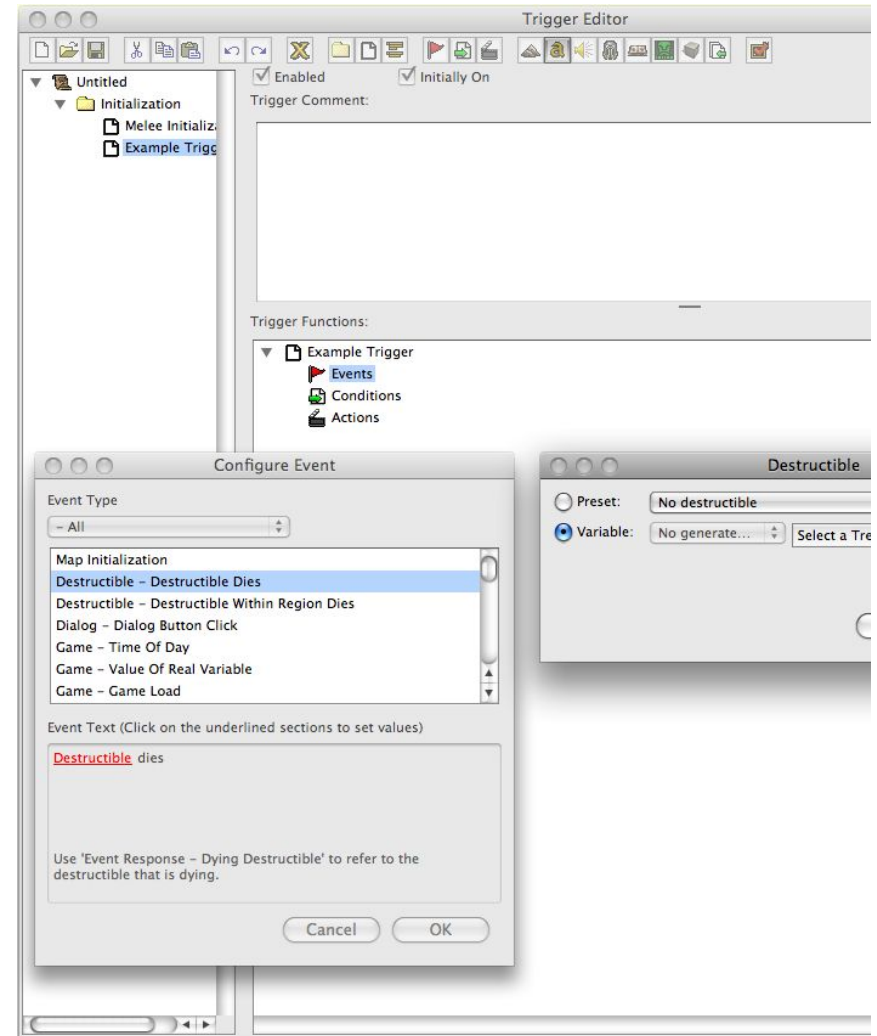 Trigger Editor
Enabled
Initially On
Untitled
Initialization
Melee Initializ
Example Trigg
Trigger Comment:
Trigger Functions:
Example Trigger
Events
Conditions
Actions
Configure Event
Event Type
- All
Map Initialization
Destructible - Destructible Dies
Destructible - Destructible Within Region Dies
Dialog - Dialog Button Click
Game - Time Of Day
Game - Value Of Real Variable
Game - Game Load
Event Text (Click on the underlined sections to set values)
Destructible dies
Use 'Event Response - Dying Destructible' to refer to the
destructible that is dying.
Cancel
OK
Destructible
Preset:
No destructible
Variable:
No generate...
Select a Tre